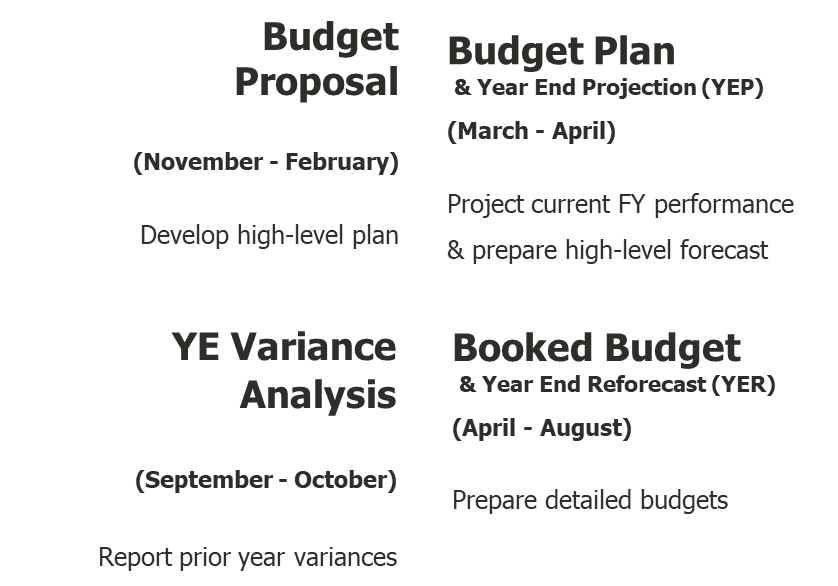 Budget
Proposal
(November - February)
Develop high-level plan
Budget Plan
& Year End Projection (YEP)
(March - April)
Project current FY performance
& prepare high-level forecast
YE Variance
Analysis
(September - October)
Report prior year variances
Booked Budget
& Year End Reforecast (YER)
(April - August)
Prepare detailed budgets